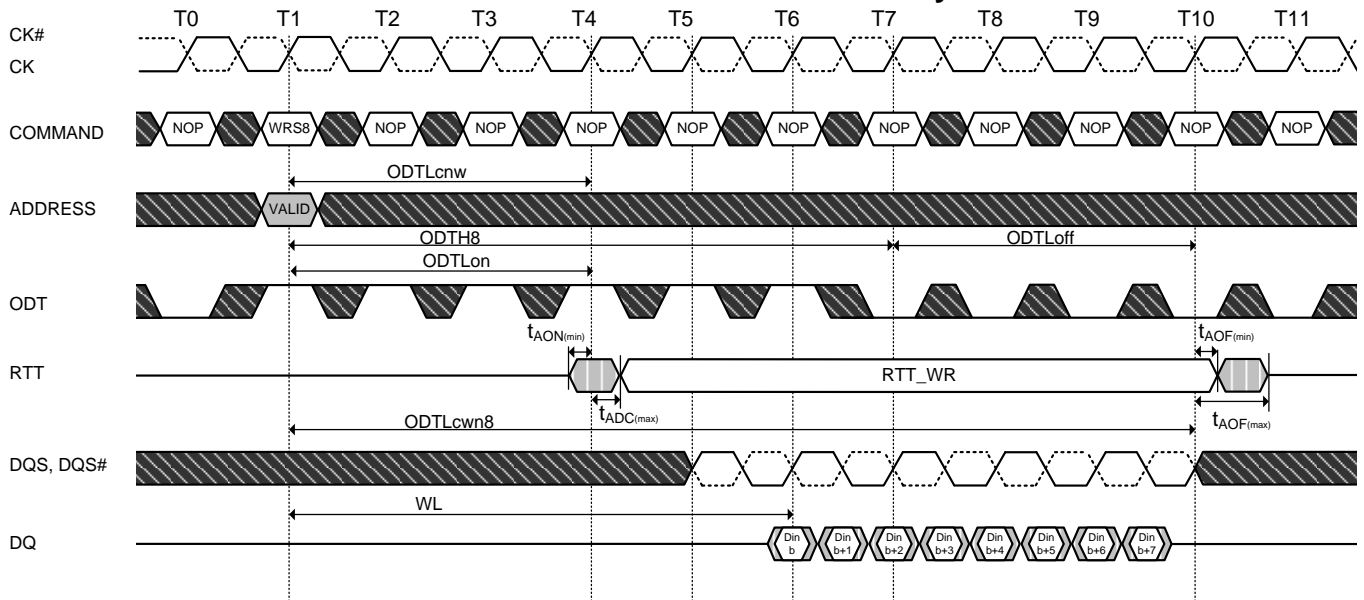 T0 T1 T2 T3 T4 T5 T6 T7 T8 T9 T10 T11
CK#
CK
COMMAND NOP WRS8 NOP NOP NOP NOP NOP NOP NOP NOP NOP NOP
ODTLcnw
ADDRESS VALID
ODTH8 ODTLoff
ODTLon
ODT
tAON(min) tAOF(min)
RTT RTT_WR
tADC(max) tAOF(max)
ODTLcwn8
DQS, DQS#
WL
DQ Din b Din b+1 Din b+2 Din b+3 Din b+4 Din b+5 Din b+6 Din b+7